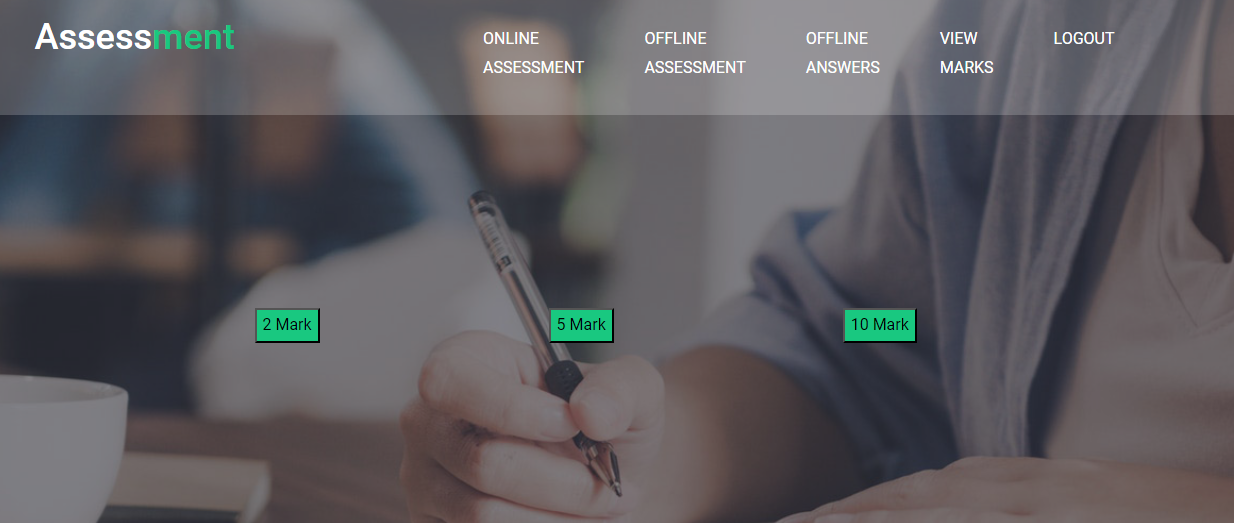 Assessment
ONLINE
ASSESSMENT
OFFLINE
ASSESSMENT
OFFLINE
ANSWERS
VIEW
MARKS
LOGOUT
2 Mark
5 Mark
10 Mark